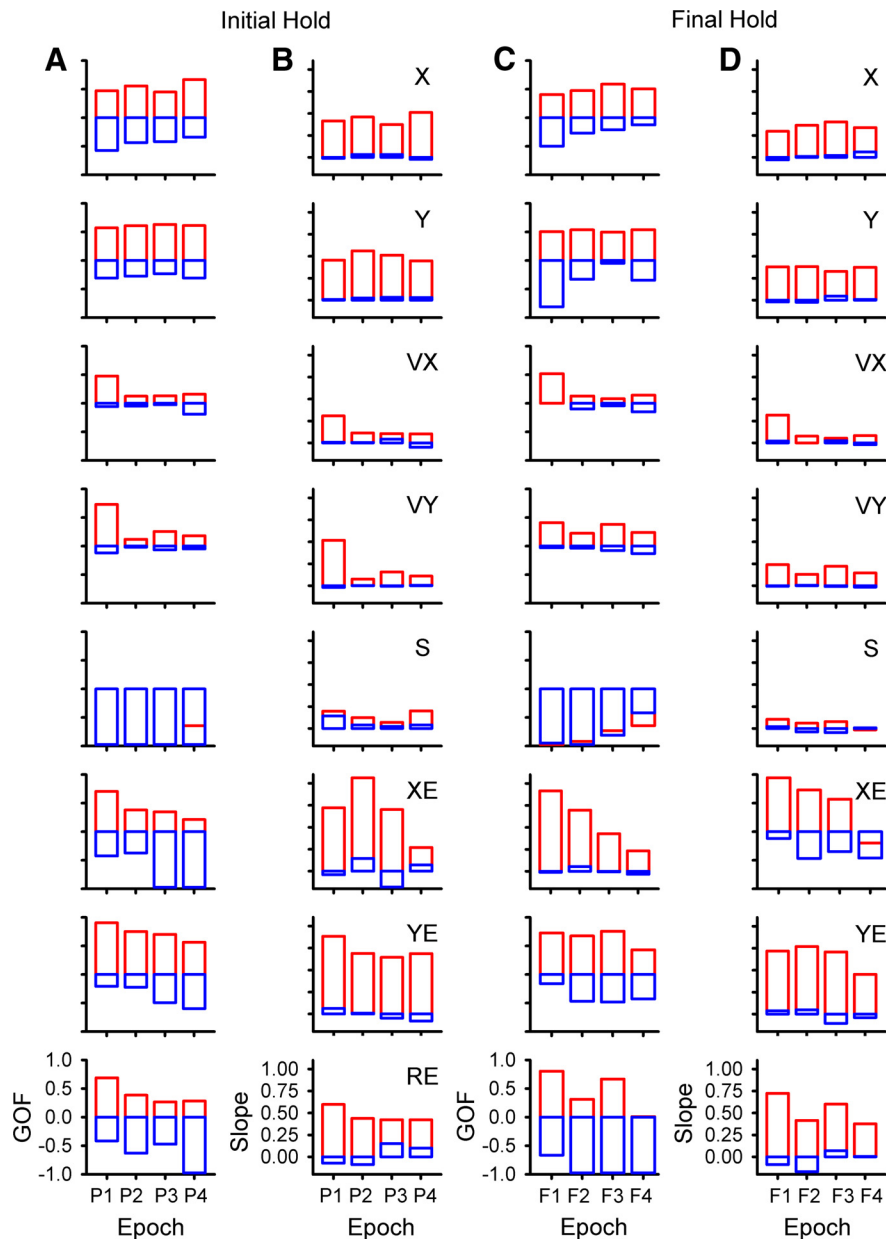 Initial Hold Final Hold
A B C D
X X
Y Y
VX VX
VY VY
S S
XE XE
YE YE
RE RE
1.0 1.00 1.0 1.00
0.5 0.75 0.5 0.75
0.0 0.50 0.0 0.50
-0.5 0.25 -0.5 0.25
-1.0 0.00 -1.0 0.00
GOF Slope GOF Slope
P1 P2 P3 P4 P1 P2 P3 P4 F1 F2 F3 F4 F1 F2 F3 F4
Epoch Epoch Epoch Epoch